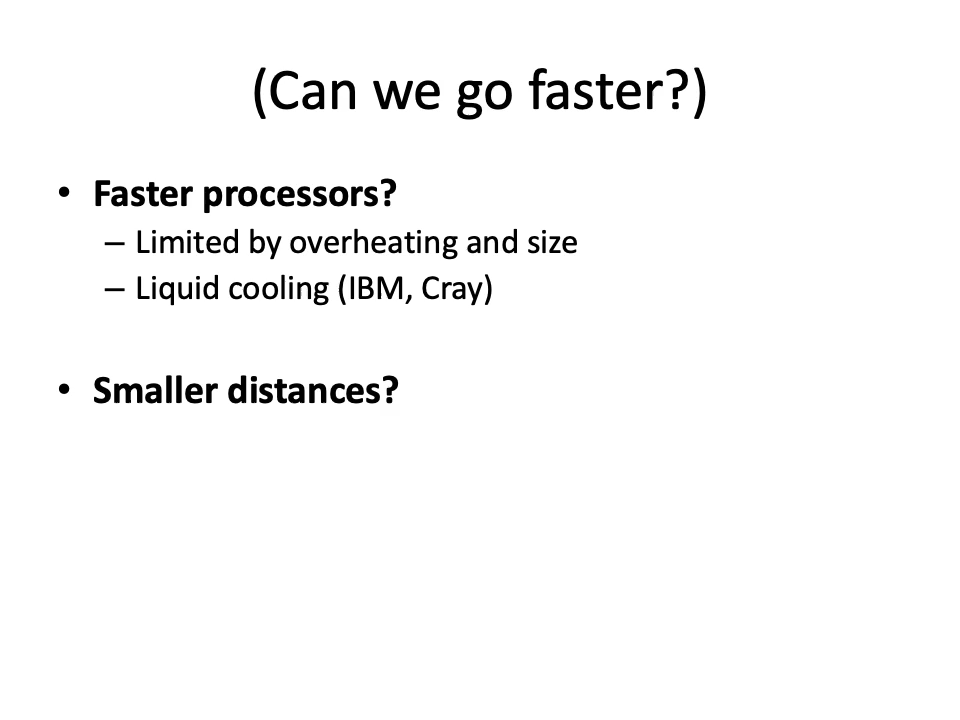 (Can we go faster?)
• Faster processors?
– Limited by overheating and size
– Liquid cooling (IBM, Cray)
• Smaller distances?